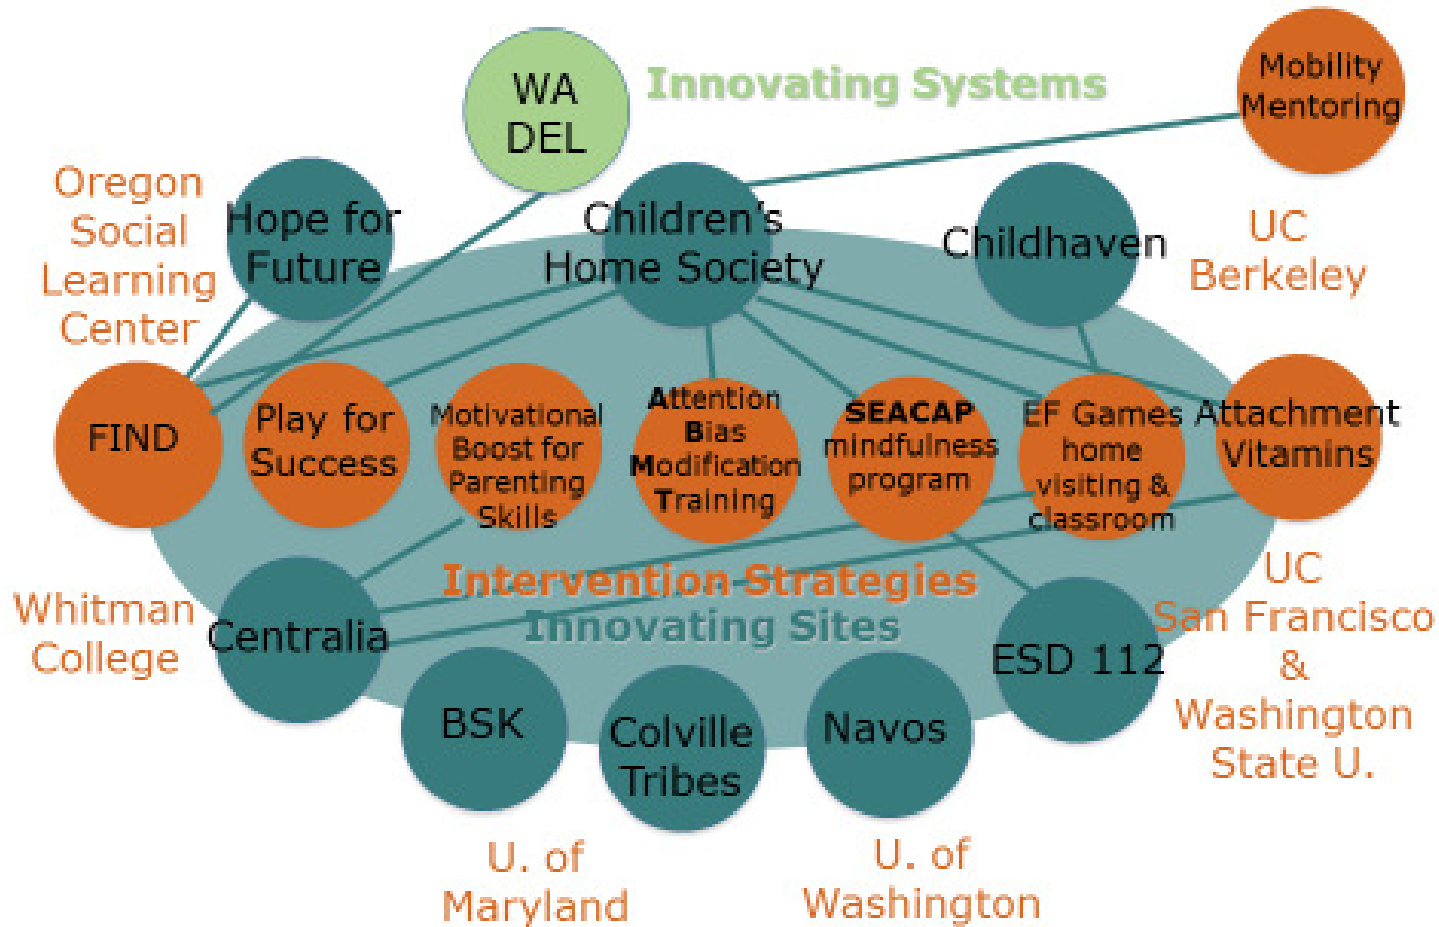 WA
DEL
Innovating Systems
Mobility
Mentoring
Oregon
Social
Learning
Center
Hope for
Future
Children's
Home Society
Childhaven
UC
Berkeley
FIND
Play for
Success
Motivational
Boost for
Parenting
Skills
Attention
Bias
Modification
Training
SEACAP
mindfulness
program
EF Games
home
visiting &
classroom
Attachment
Vitamins
Intervention Strategies
Innovating Sites
Whitman
College
Centralia
BSK
Colville
Tribes
Navos
ESD 112
UC
San Francisco
&
Washington
State U.
U. of
Maryland
U. of
Washington